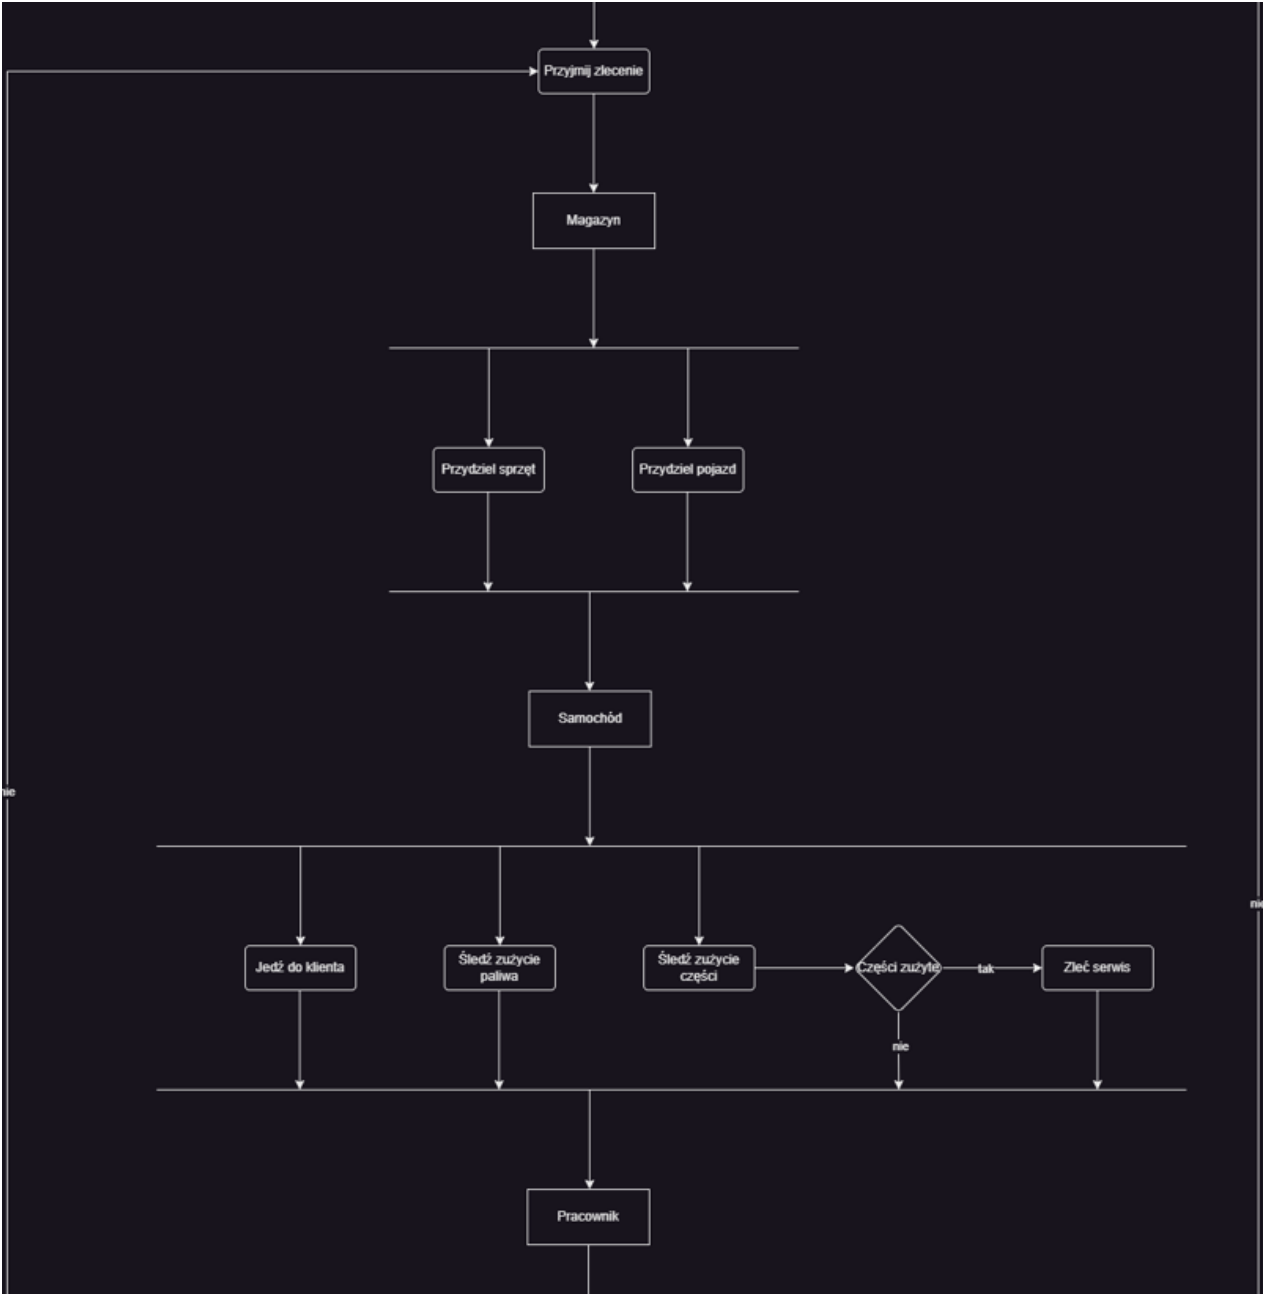 Przyjmij zlecenie
Magazyn
Przydziel sprzęt
Przydziel pojazd
Samochód
nie
nie
Jedź do klienta
Śledź zużycie
paliwa
Śledź zużycie
części
Części zużyte
tak
Zleć serwis
nie
Pracownik